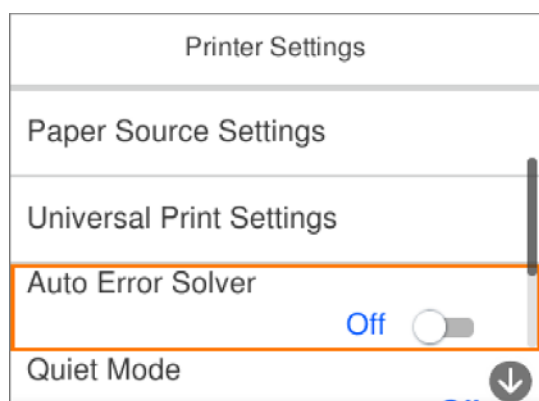 Printer Settings
Paper Source Settings
Universal Print Settings
Auto Error Solver
Off
Quiet Mode